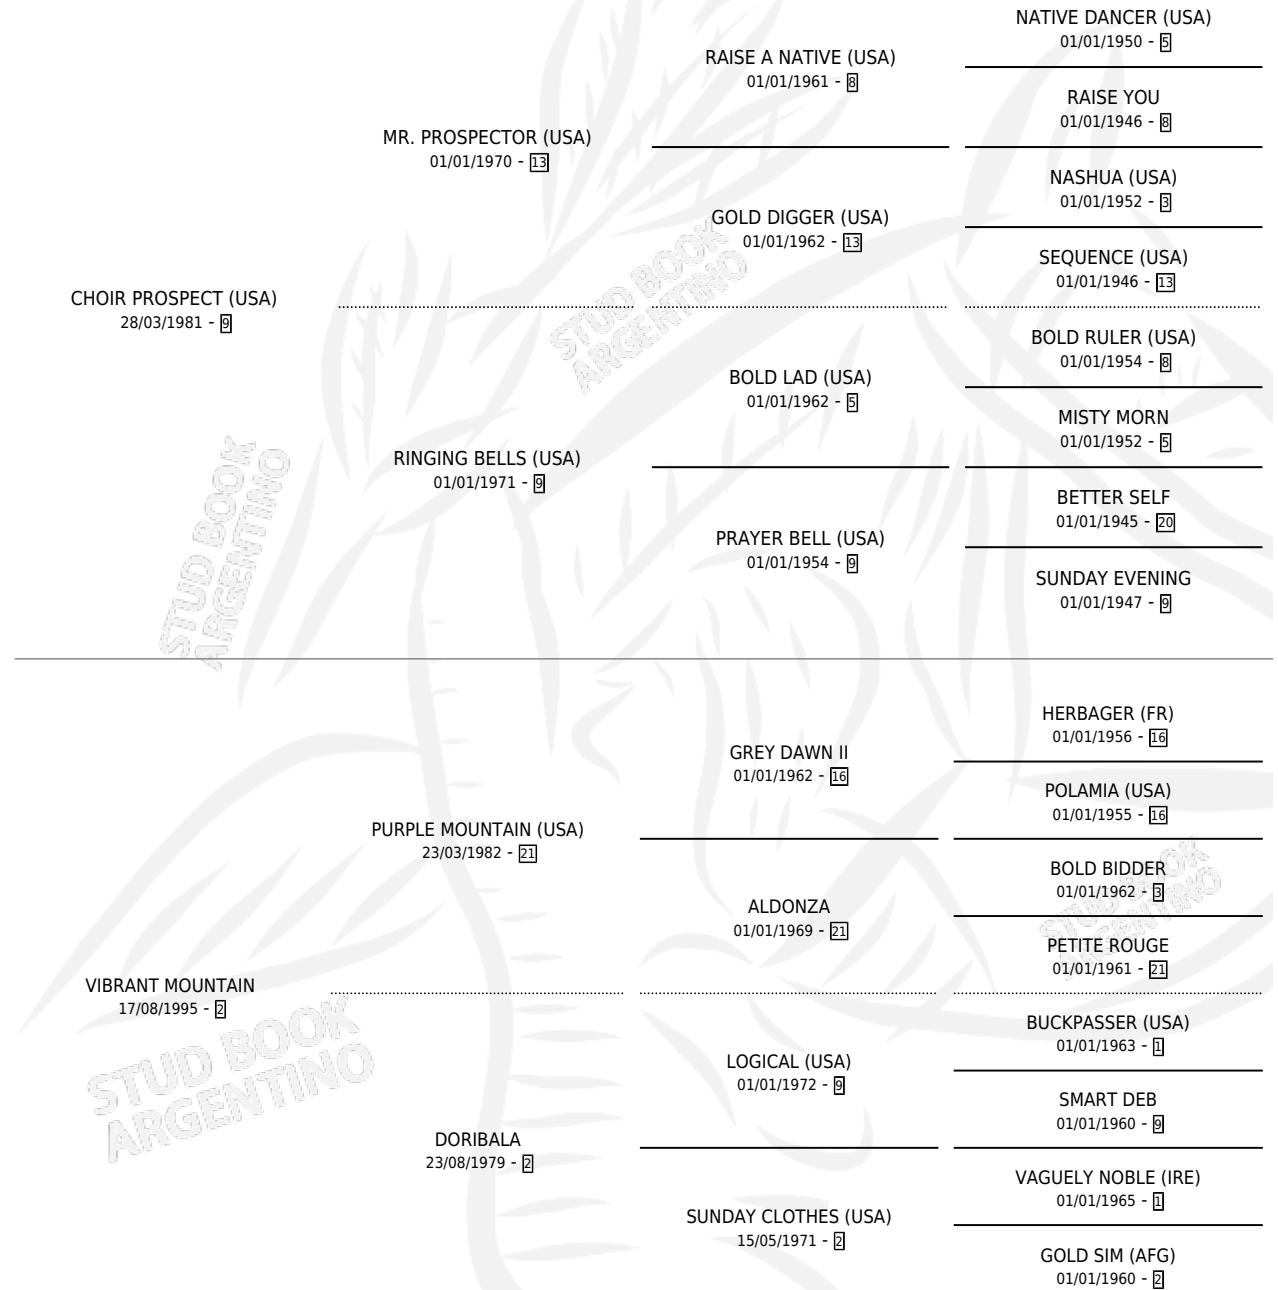 NATIVE DANCER (USA)
01/01/1950 - 5
RAISE A NATIVE (USA)
01/01/1961 - 8
RAISE YOU
01/01/1946 - 8
MR. PROSPECTOR (USA)
01/01/1970 - 13
NASHUA (USA)
01/01/1952 - 3
GOLD DIGGER (USA)
01/01/1962 - 13
SEQUENCE (USA)
01/01/1946 - 13
CHOIR PROSPECT (USA)
28/03/1981 - 9
BOLD RULER (USA)
01/01/1954 - 8
BOLD LAD (USA)
01/01/1962 - 5
MISTY MORN
01/01/1952 - 5
RINGING BELLS (USA)
01/01/1971 - 9
BETTER SELF
01/01/1945 - 20
PRAYER BELL (USA)
01/01/1954 - 9
SUNDAY EVENING
01/01/1947 - 9
HERBAGER (FR)
01/01/1956 - 16
GREY DAWN II
01/01/1962 - 16
POLAMIA (USA)
01/01/1955 - 16
PURPLE MOUNTAIN (USA)
23/03/1982 - 21
BOLD BIDDER
01/01/1962 - 3
ALDONZA
01/01/1969 - 21
PETITE ROUGE
01/01/1961 - 21
VIBRANT MOUNTAIN
17/08/1995 - 2
BUCKPASSER (USA)
01/01/1963 - 1
LOGICAL (USA)
01/01/1972 - 9
SMART DEB
01/01/1960 - 9
DORIBALA
23/08/1979 - 2
VAGUELY NOBLE (IRE)
01/01/1965 - 1
SUNDAY CLOTHES (USA)
15/05/1971 - 2
GOLD SIM (AFG)
01/01/1960 - 2
STUD BOOK
ARGENTINO
STUD BOOK
ARGENTINO
STUD BOOK
ARGENTINO
STUD BOOK
ARGENTINO